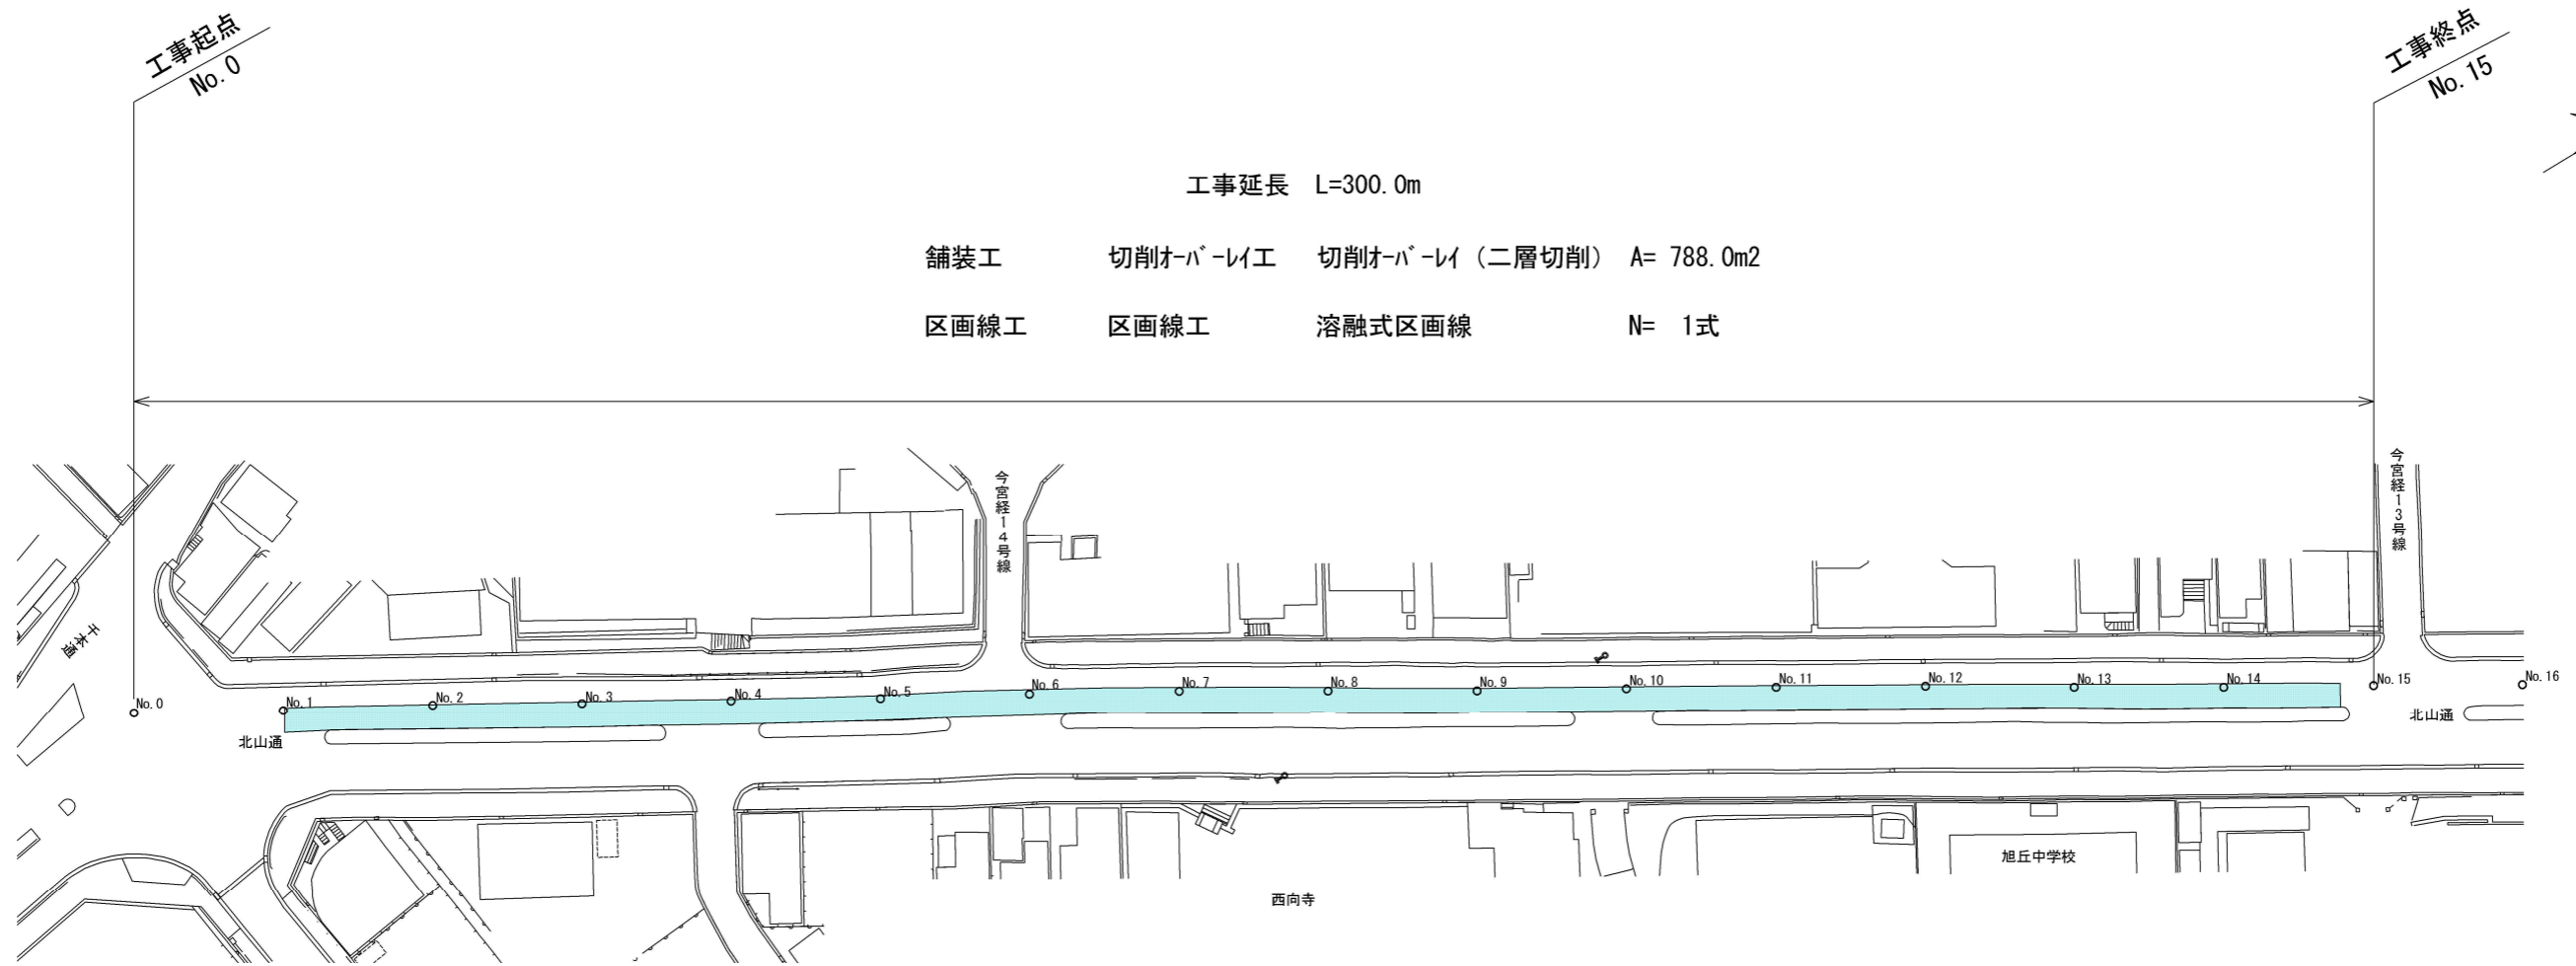 工事起点
No.0
工事終点
No.15
工事延長 L=300.0m
舗装工 切削ｵｰﾊﾞｰﾚｲ工 切削ｵｰﾊﾞｰﾚｲ（二層切削） A= 788.0m2
区画線工 区画線工 溶融式区画線 N= 1式
今宮経14号線
今宮経13号線
千本通
No.0
No.1
No.2
No.3
No.4
No.5
No.6
No.7
No.8
No.9
No.10
No.11
No.12
No.13
No.14
No.15
No.16
北山通
北山通
旭丘中学校
西向寺